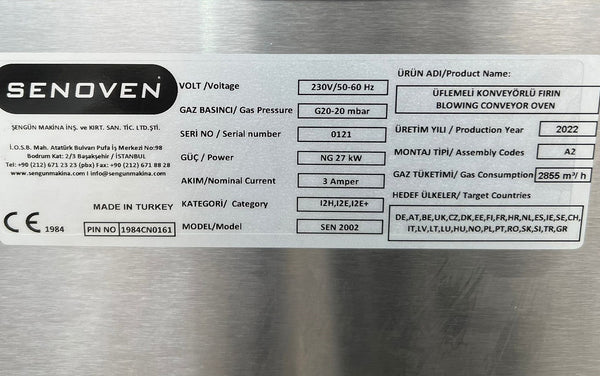 SENOVEN
ŞENGÜN MAKİNA İNŞ. ve KIRT. SAN. TİC. LTD.ŞTİ.
İ.O.S.B. Mah. Atatürk Bulvarı Pufa İş Merkezi No:98
Bodrum Kat: 2/3 Başakşehir / İSTANBUL
Tel: +90 (212) 671 23 23 (pbx) Fax: +90 (212) 671 88 28
www.sengunmakina.com I info@sengunmakina.com
MADE IN TURKEY
CE 1984
PIN NO 1984CN0161
VOLT /Voltage 230V/50-60 Hz
GAZ BASINCI/ Gas Pressure G20-20 mbar
SERİ NO / Serial number 0121
GÜÇ / Power NG 27 kW
AKIM/Nominal Current 3 Amper
KATEGORİ/ Category I2H,I2E,I2E+
MODEL/Model SEN 2002
ÜRÜN ADI/Product Name:
ÜFLEMELİ KONVEYÖRLÜ FIRIN
BLOWING CONVEYOR OVEN
ÜRETİM YILI / Production Year 2022
MONTAJ TİPİ/ Assembly Codes A2
GAZ TÜKETİMİ/ Gas Consumption 2855 m³/ h
HEDEF ÜLKELER/ Target Countries
DE,AT,BE,UK,CZ,DK,EE,FI,FR,HR,NL,ES,IE,SE,CH,
IT,LV,LT,LU,HU,NO,PL,PT,RO,SK,SI,TR,GR